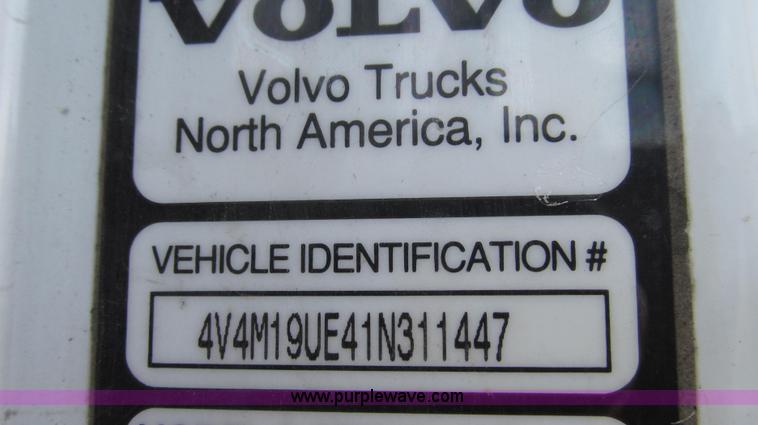 VOLVO
Volvo Trucks
North America, Inc.
VEHICLE IDENTIFICATION #
4V4M19UE41N311447
www.purplewave.com